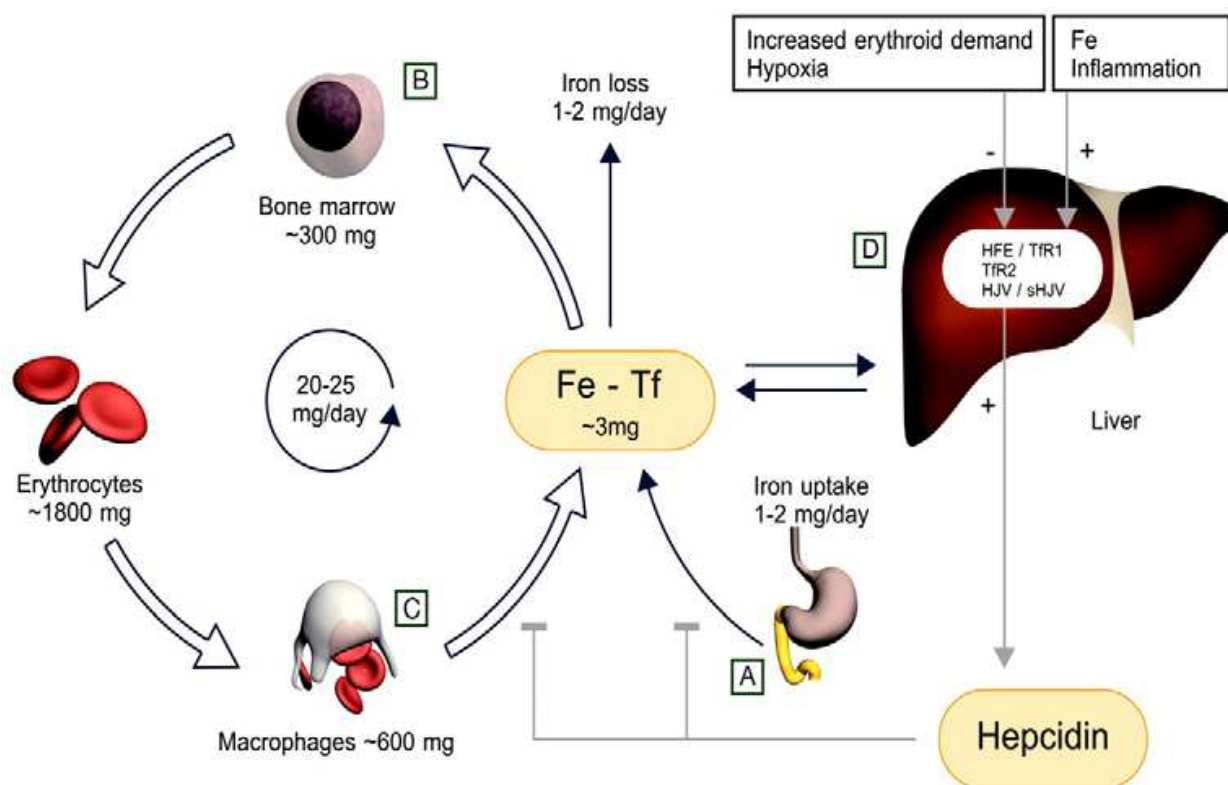 Increased erythroid demand
Hypoxia
Fe
Inflammation
B
Iron loss
1-2 mg/day
-
+
Bone marrow
~300 mg
D
HFE / TfR1
TfR2
HJV / sHJV
20-25
mg/day
Fe - Tf
~3mg
+
Liver
Erythrocytes
~1800 mg
Iron uptake
1-2 mg/day
C
A
Macrophages ~600 mg
Hepcidin